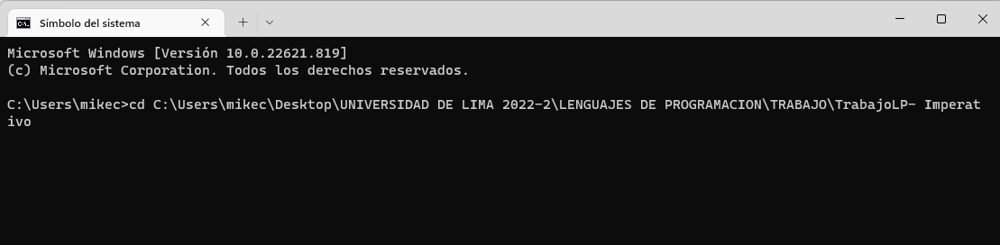 Símbolo del sistema
Microsoft Windows [Versión 10.0.22621.819]
(c) Microsoft Corporation. Todos los derechos reservados.
C:\Users\mikec>cd C:\Users\mikec\Desktop\UNIVERSIDAD DE LIMA 2022-2\LENGUAJES DE PROGRAMACION\TRABAJO\TrabajoLP- Imperat
ivo